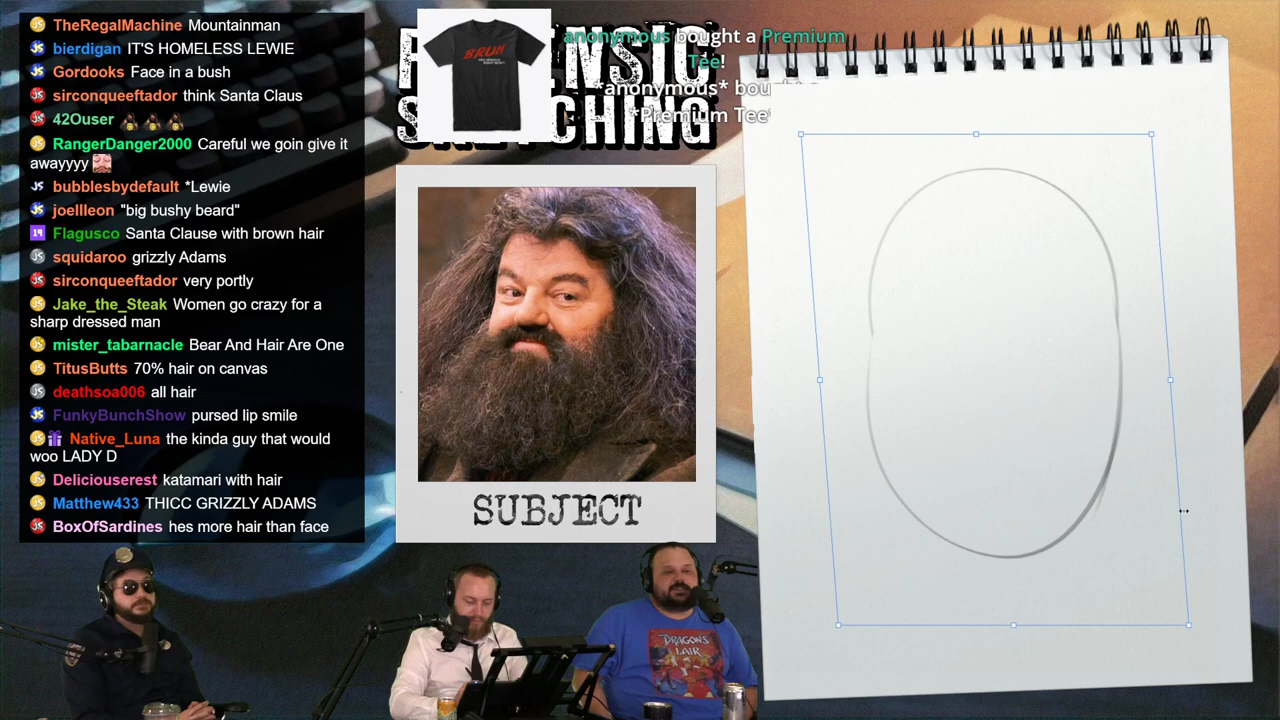 TheRegalMachine Mountainman
bierdigan IT'S HOMELESS LEWIE
Gordooks Face in a bush
sirconqueeftador think Santa Claus
42Ouser
RangerDanger2000 Careful we goin give it
awayyyy
bubblesbydefault *Lewie
joellleon "big bushy beard"
Flagusco Santa Clause with brown hair
squidaroo grizzly Adams
sirconqueeftador very portly
Jake_the_Steak Women go crazy for a
sharp dressed man
mister_tabarnacle Bear And Hair Are One
TitusButts 70% hair on canvas
deathsoa006 all hair
FunkyBunchShow pursed lip smile
Native_Luna the kinda guy that would
woo LADY D
Deliciouserest katamari with hair
Matthew433 THICC GRIZZLY ADAMS
BoxOfSardines hes more hair than face
BRUH
anonymous bought a Premium
Tee!
*anonymous* bou
*Premium Tee*
SUBJECT
DRAGON'S
LAIR